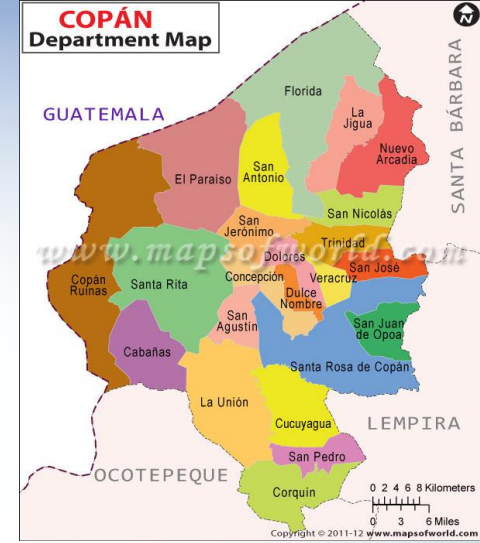 COPÁN
Department Map
N
GUATEMALA
SANTA BÁRBARA
Florida
La
Jigua
Nuevo
Arcadia
El Paraiso
San
Antonio
San Nicolás
San
Jerónimo
Trinidad
www.mapsofworld.com
Dolores
San José
Copán
Ruinas
Santa Rita
Concepción
Veracruz
Dulce
Nombre
San
Agustín
San Juan
de Opoa
Cabañas
Santa Rosa de Copán
La Unión
Cucuyagua
LEMPIRA
San Pedro
OCOTEPEQUE
Corquín
0 2 4 6 8 Kilometers
0 3 6 Miles
Copyright © 2011-12 www.mapsofworld.com